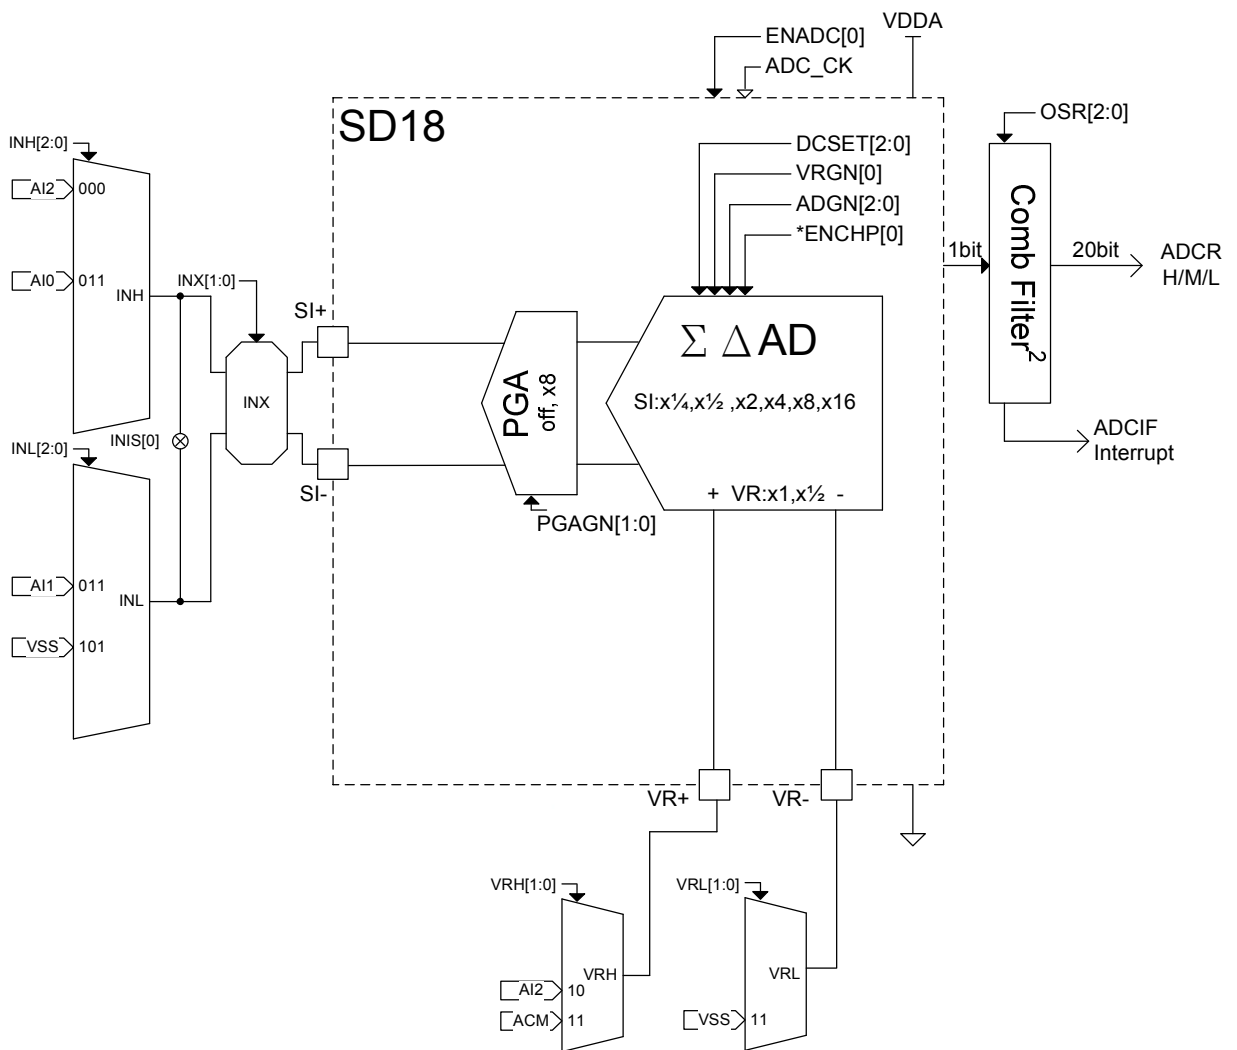 VDDA
ENADC[0]
ADC_CK
SD18
OSR[2:0]
INH[2:0]
DCSET[2:0]
AI2 000
VRGN[0]
ADGN[2:0]
*ENCHP[0]
Comb Filter²
1bit
20bit
ADCR
H/M/L
AI0 011
INX[1:0]
INH
SI+
Σ Δ AD
PGA
off, x8
SI:x¼,x½ ,x2,x4,x8,x16
INX
INIS[0]
ADCIF
Interrupt
INL[2:0]
SI-
+ VR:x1,x½ -
PGAGN[1:0]
AI1 011
INL
VSS 101
VR+
VR-
VRH[1:0]
VRL[1:0]
VRH
VRL
AI2 10
ACM 11
VSS 11